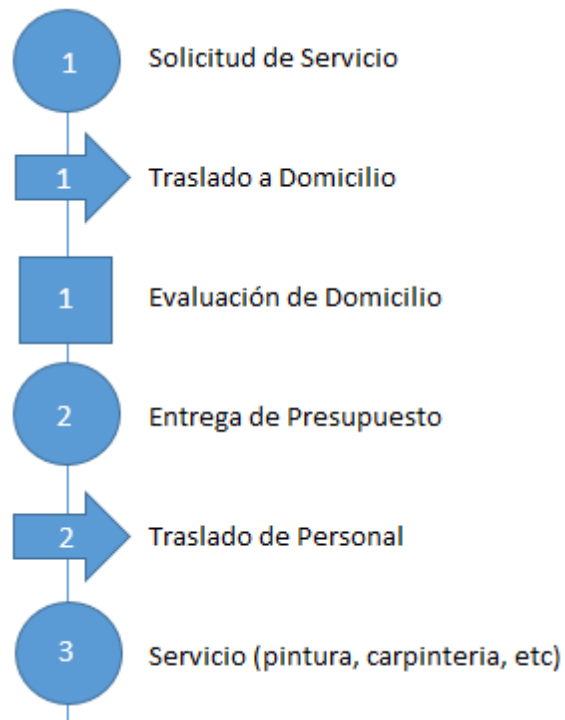 1 Solicitud de Servicio
1 Traslado a Domicilio
1 Evaluación de Domicilio
2 Entrega de Presupuesto
2 Traslado de Personal
3 Servicio (pintura, carpinteria, etc)